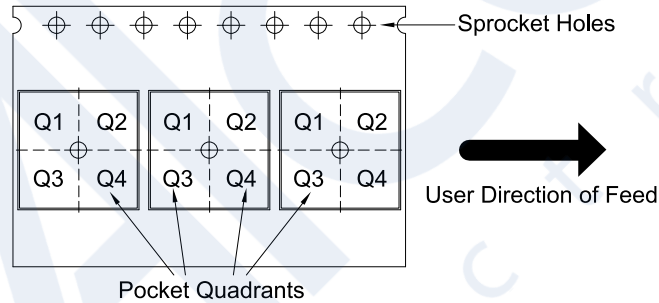 Sprocket Holes
Q1 Q2 Q1 Q2 Q1 Q2
Q3 Q4 Q3 Q4 Q3 Q4
User Direction of Feed
Pocket Quadrants